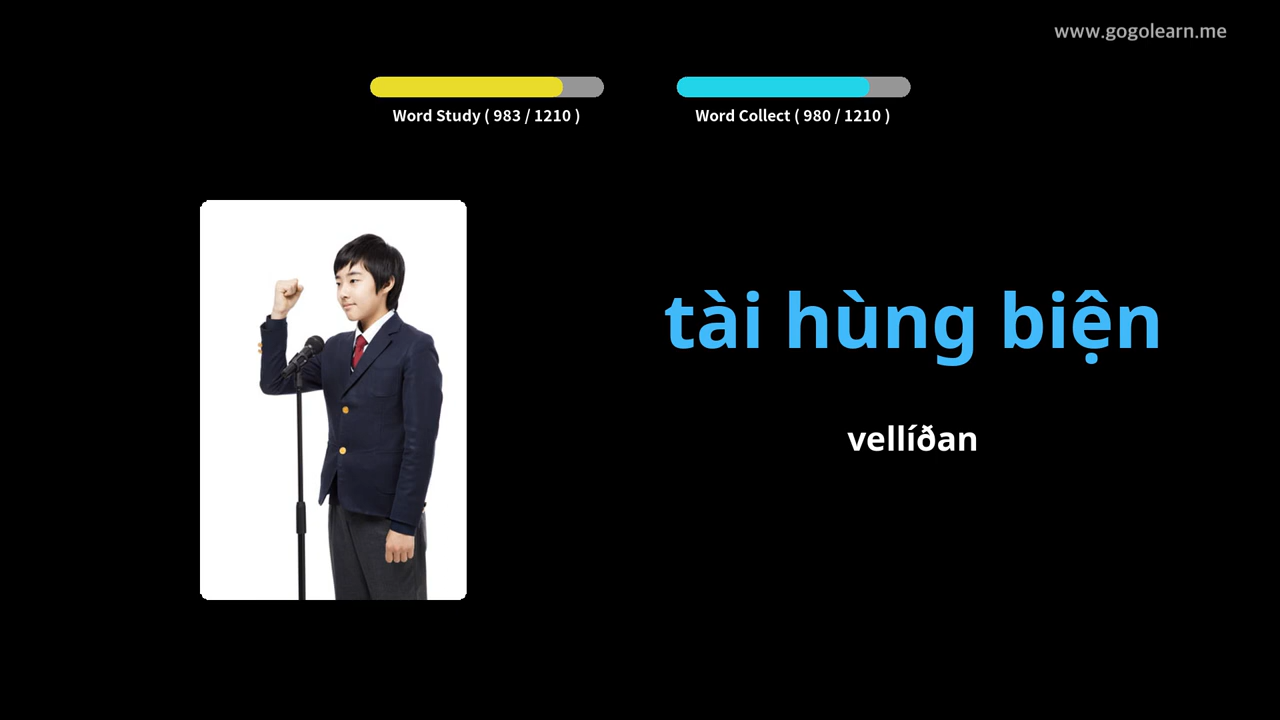 www.gogolearn.me
Word Study ( 983 / 1210 )
Word Collect ( 980 / 1210 )
tài hùng biện
vellíðan